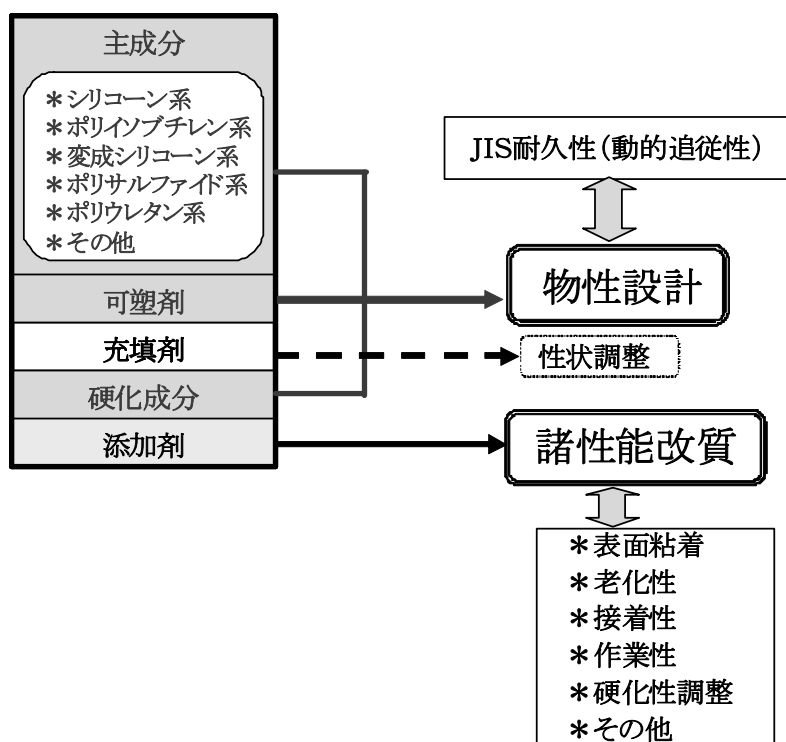 主成分
＊シリコーン系
＊ポリイソブチレン系
＊変成シリコーン系
＊ポリサルファイド系
＊ポリウレタン系
＊その他
可塑剤
充填剤
硬化成分
添加剤
JIS耐久性（動的追従性）
物性設計
性状調整
諸性能改質
＊表面粘着
＊老化性
＊接着性
＊作業性
＊硬化性調整
＊その他